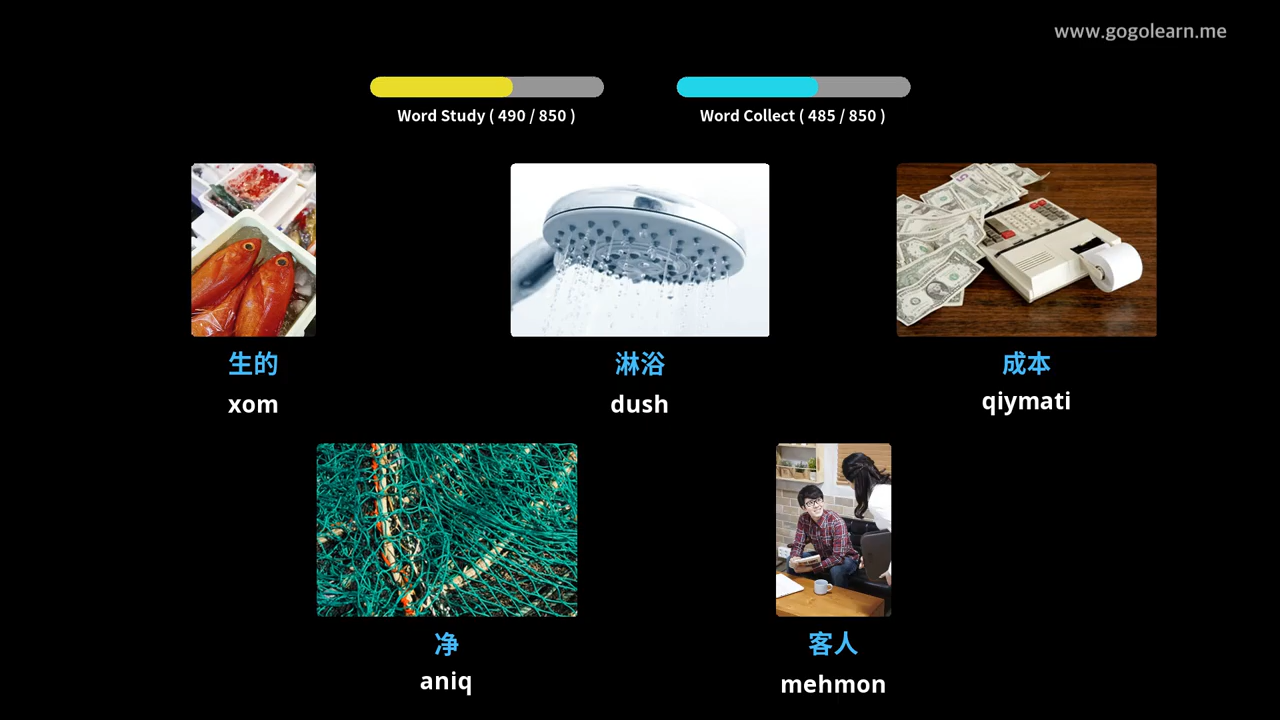 www.gogolearn.me
Word Study ( 490 / 850 )
Word Collect ( 485 / 850 )
生的
xom
淋浴
dush
成本
qiymati
净
aniq
客人
mehmon